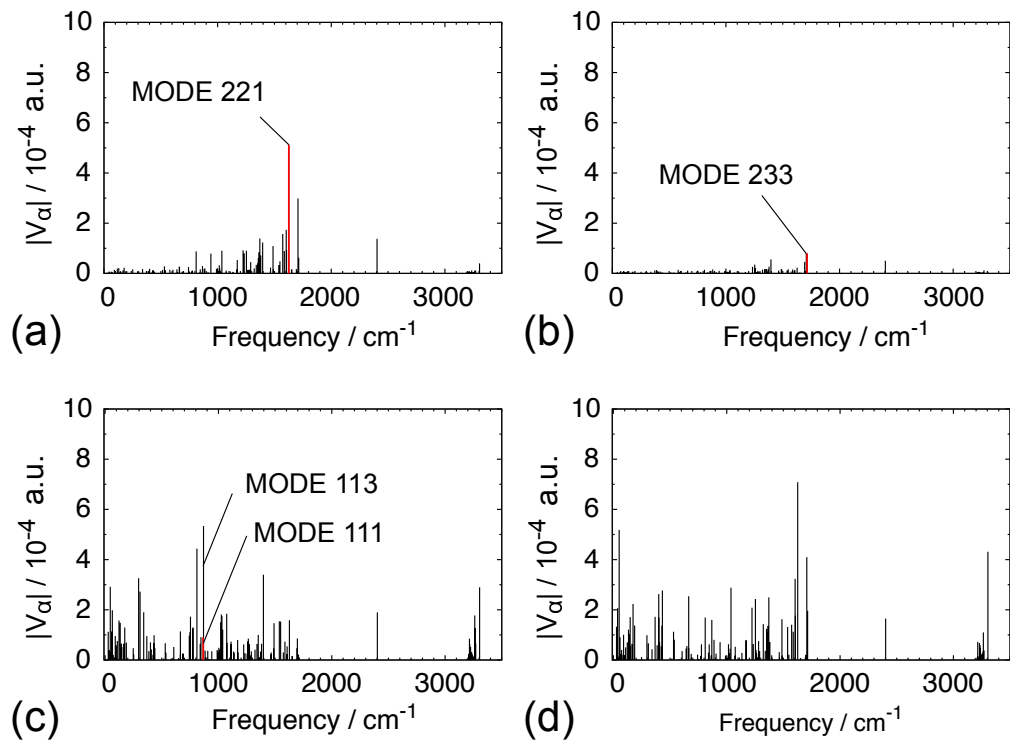 10
8
6
4
2
0
|Vα| / 10-4 a.u.
MODE 221
0 1000 2000 3000
Frequency / cm-1
(a)
10
8
6
4
2
0
|Vα| / 10-4 a.u.
MODE 233
0 1000 2000 3000
Frequency / cm-1
(b)
10
8
6
4
2
0
|Vα| / 10-4 a.u.
MODE 113
MODE 111
0 1000 2000 3000
Frequency / cm-1
(c)
10
8
6
4
2
0
|Vα| / 10-4 a.u.
0 1000 2000 3000
Frequency / cm-1
(d)